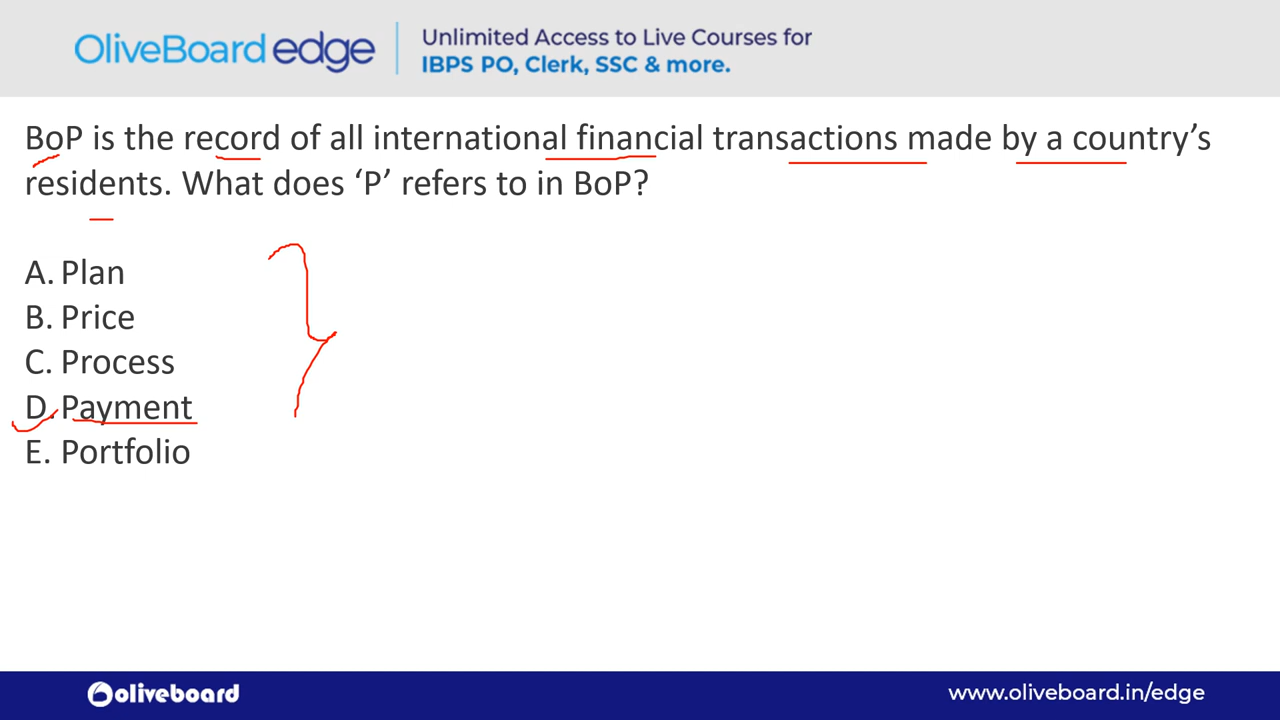 OliveBoard edge
Unlimited Access to Live Courses for
IBPS PO, Clerk, SSC & more.
BoP is the record of all international financial transactions made by a country’s
residents. What does ‘P’ refers to in BoP?
A. Plan
B. Price
C. Process
D. Payment
E. Portfolio
oliveboard
www.oliveboard.in/edge